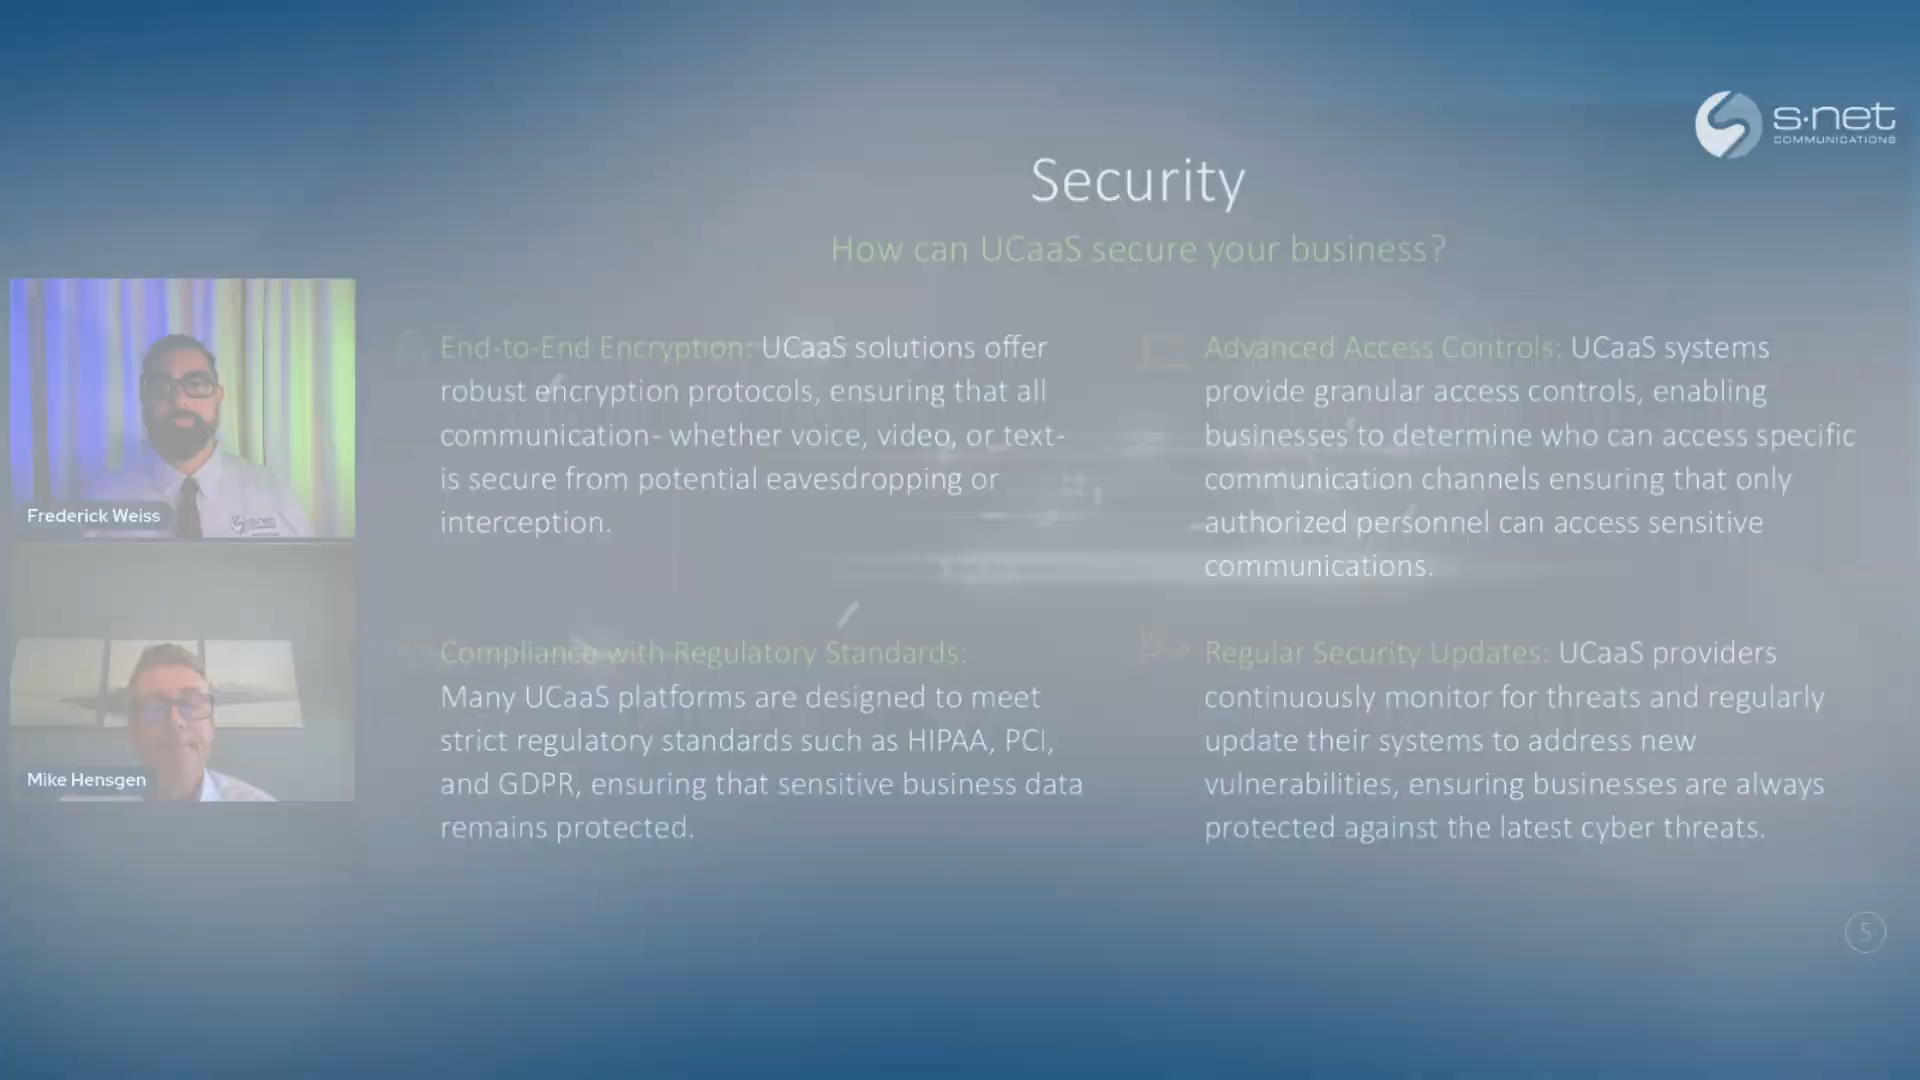 s·net
COMMUNICATIONS
Security
How can UCaaS secure your business?
End-to-End Encryption: UCaaS solutions offer
robust encryption protocols, ensuring that all
communication- whether voice, video, or text-
is secure from potential eavesdropping or
interception.
Advanced Access Controls: UCaaS systems
provide granular access controls, enabling
businesses to determine who can access specific
communication channels ensuring that only
authorized personnel can access sensitive
communications.
Compliance with Regulatory Standards:
Many UCaaS platforms are designed to meet
strict regulatory standards such as HIPAA, PCI,
and GDPR, ensuring that sensitive business data
remains protected.
Regular Security Updates: UCaaS providers
continuously monitor for threats and regularly
update their systems to address new
vulnerabilities, ensuring businesses are always
protected against the latest cyber threats.
Frederick Weiss
Mike Hensgen
5